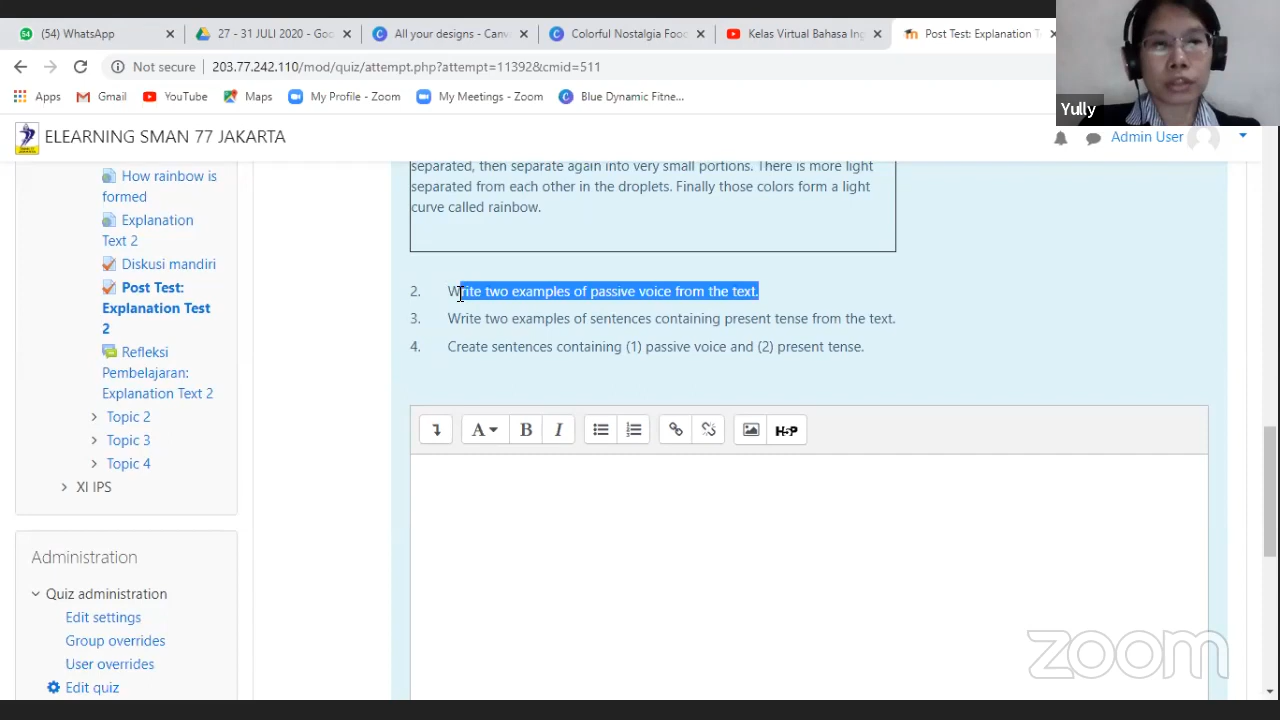 (54) WhatsApp
27 - 31 JULI 2020 - Goo
All your designs - Canv
Colorful Nostalgia Food
Kelas Virtual Bahasa Ing
Post Test: Explanation T
Not secure
203.77.242.110/mod/quiz/attempt.php?attempt=11392&cmid=511
Apps
Gmail
YouTube
Maps
My Profile - Zoom
My Meetings - Zoom
Blue Dynamic Fitne...
Yully
ELEARNING SMAN 77 JAKARTA
Admin User
How rainbow is
formed
Explanation
Text 2
Diskusi mandiri
Post Test:
Explanation Test
2
Refleksi
Pembelajaran:
Explanation Text 2
Topic 2
Topic 3
Topic 4
XI IPS
Administration
Quiz administration
Edit settings
Group overrides
User overrides
Edit quiz
separated, then separate again into very small portions. There is more light
separated from each other in the droplets. Finally those colors form a light
curve called rainbow.
2. Write two examples of passive voice from the text.
3. Write two examples of sentences containing present tense from the text.
4. Create sentences containing (1) passive voice and (2) present tense.
A
B
I
H5P
zoom